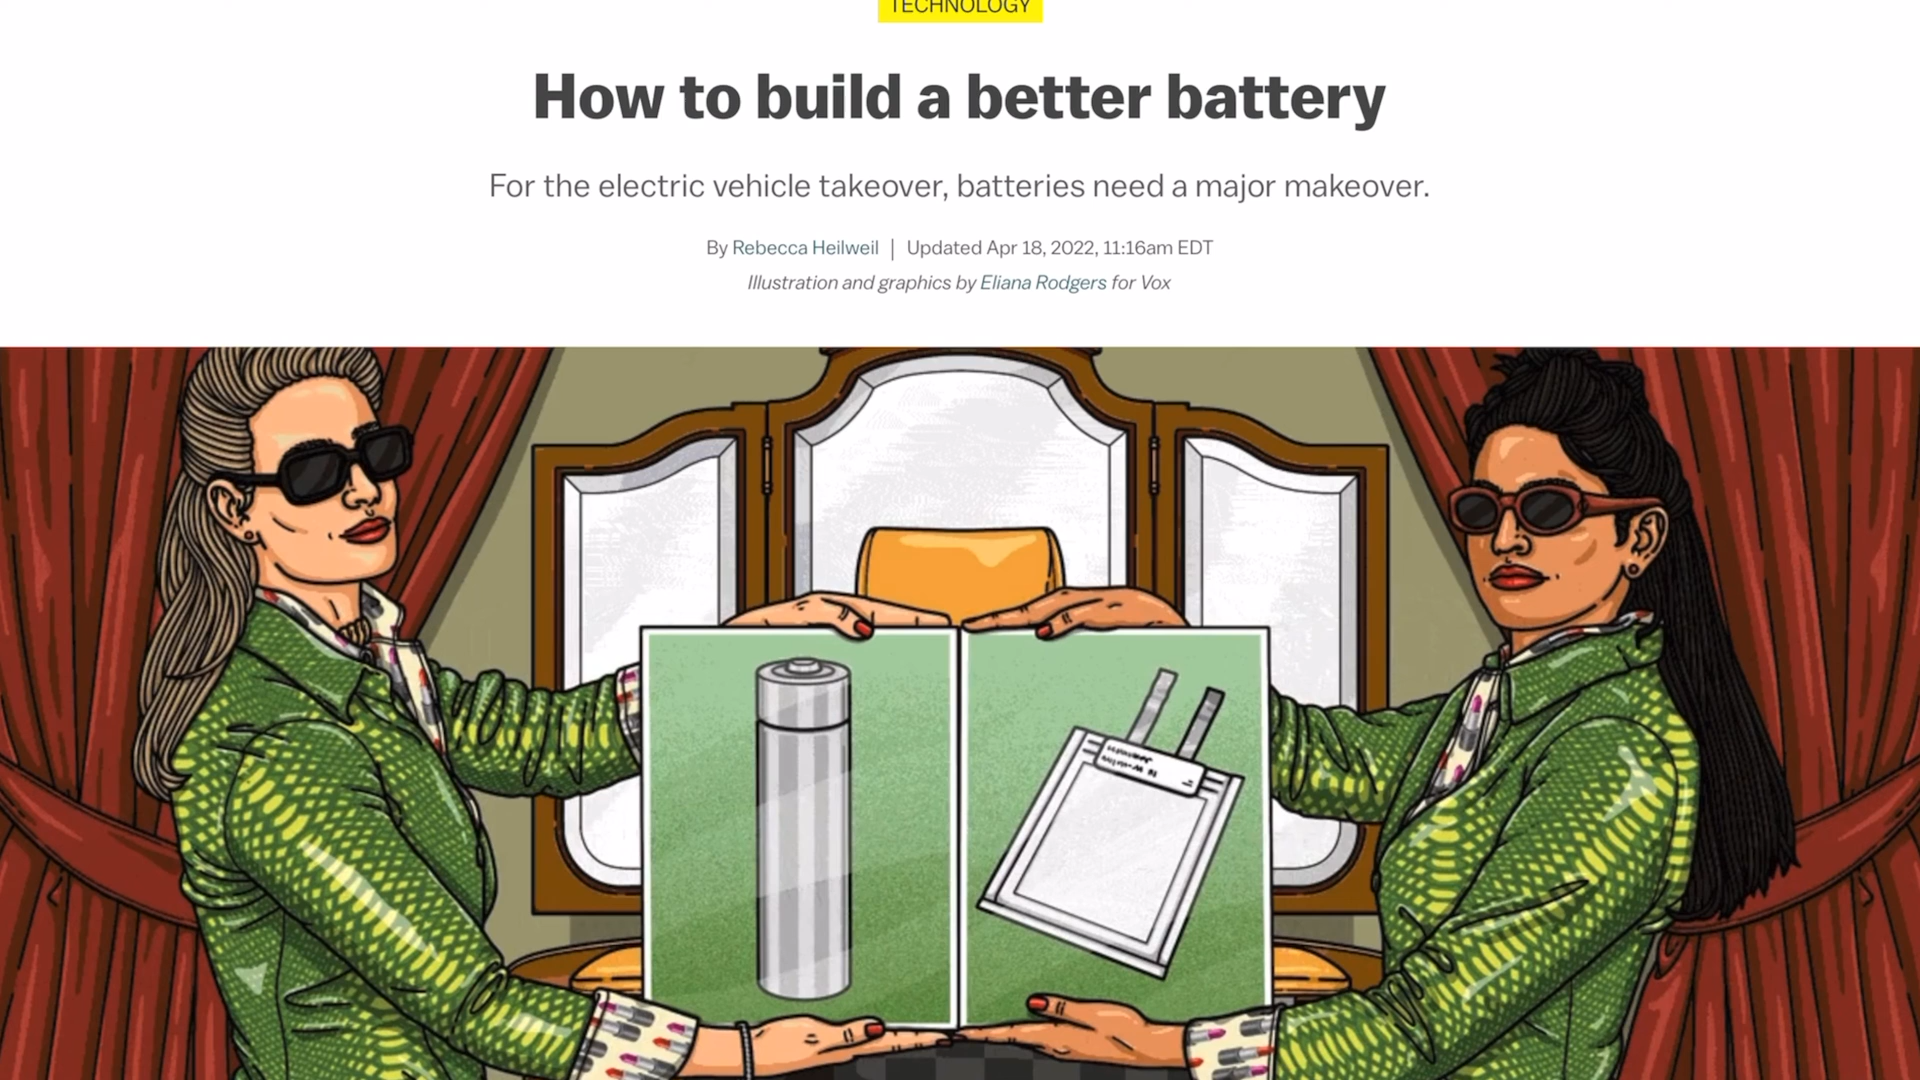 TECHNOLOGY
How to build a better battery
For the electric vehicle takeover, batteries need a major makeover.
By Rebecca Heilweil | Updated Apr 18, 2022, 11:16am EDT
Illustration and graphics by Eliana Rodgers for Vox